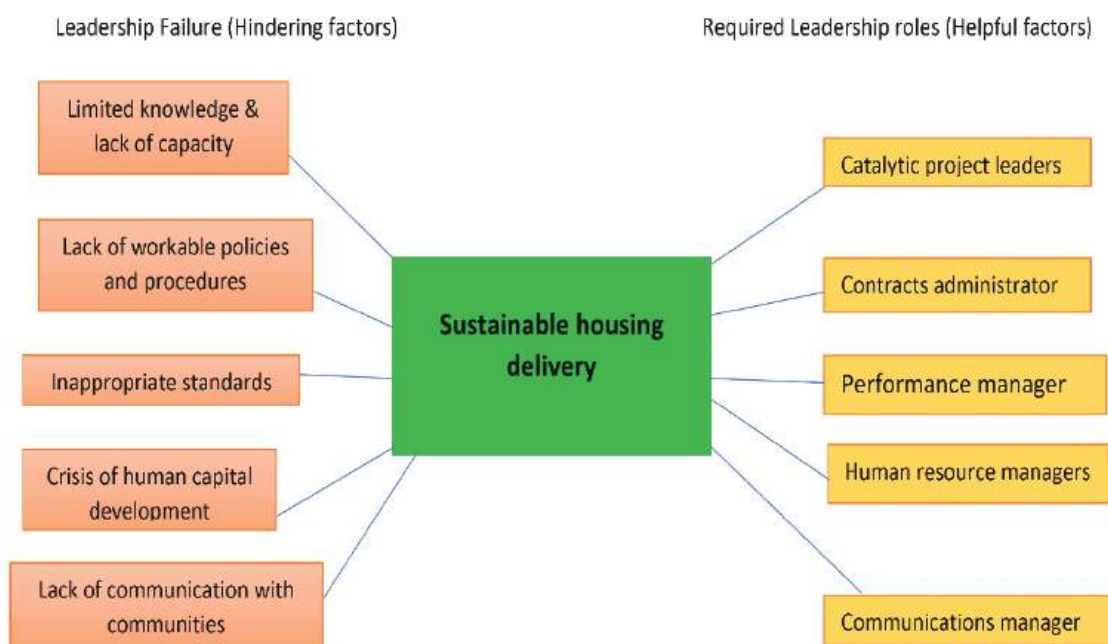 Leadership Failure (Hindering factors)
Required Leadership roles (Helpful factors)
Limited knowledge &
lack of capacity
Lack of workable policies
and procedures
Inappropriate standards
Crisis of human capital
development
Lack of communication with
communities
Sustainable housing
delivery
Catalytic project leaders
Contracts administrator
Performance manager
Human resource managers
Communications manager